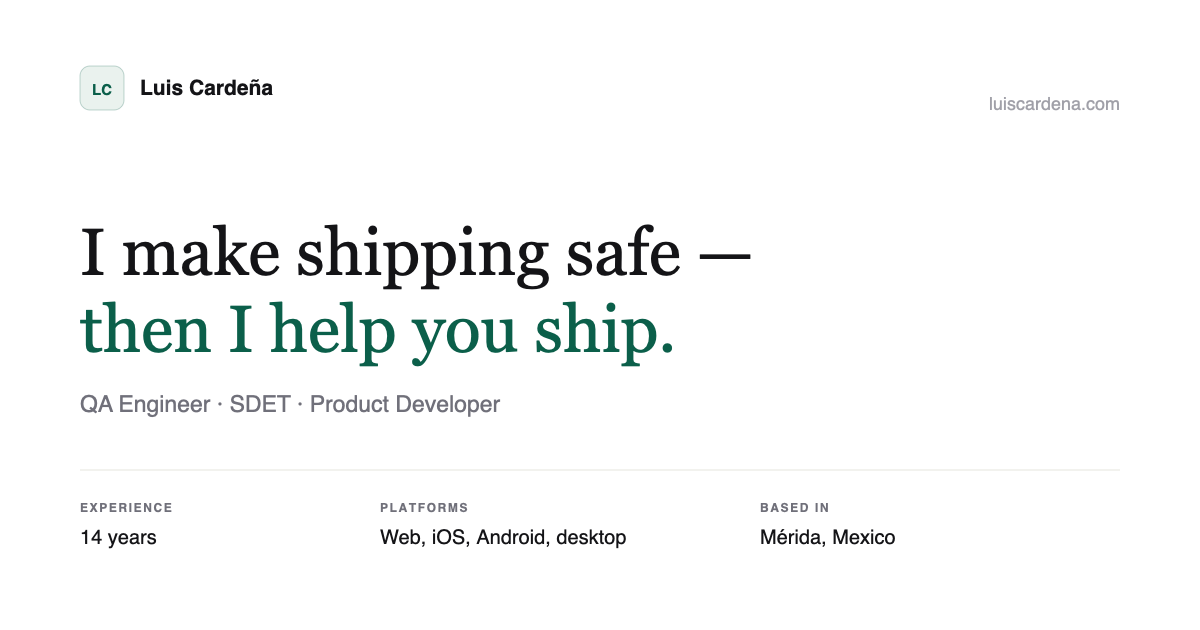 LC
Luis Cardeña
luiscardena.com
I make shipping safe —
then I help you ship.
QA Engineer · SDET · Product Developer
EXPERIENCE
14 years
PLATFORMS
Web, iOS, Android, desktop
BASED IN
Mérida, Mexico